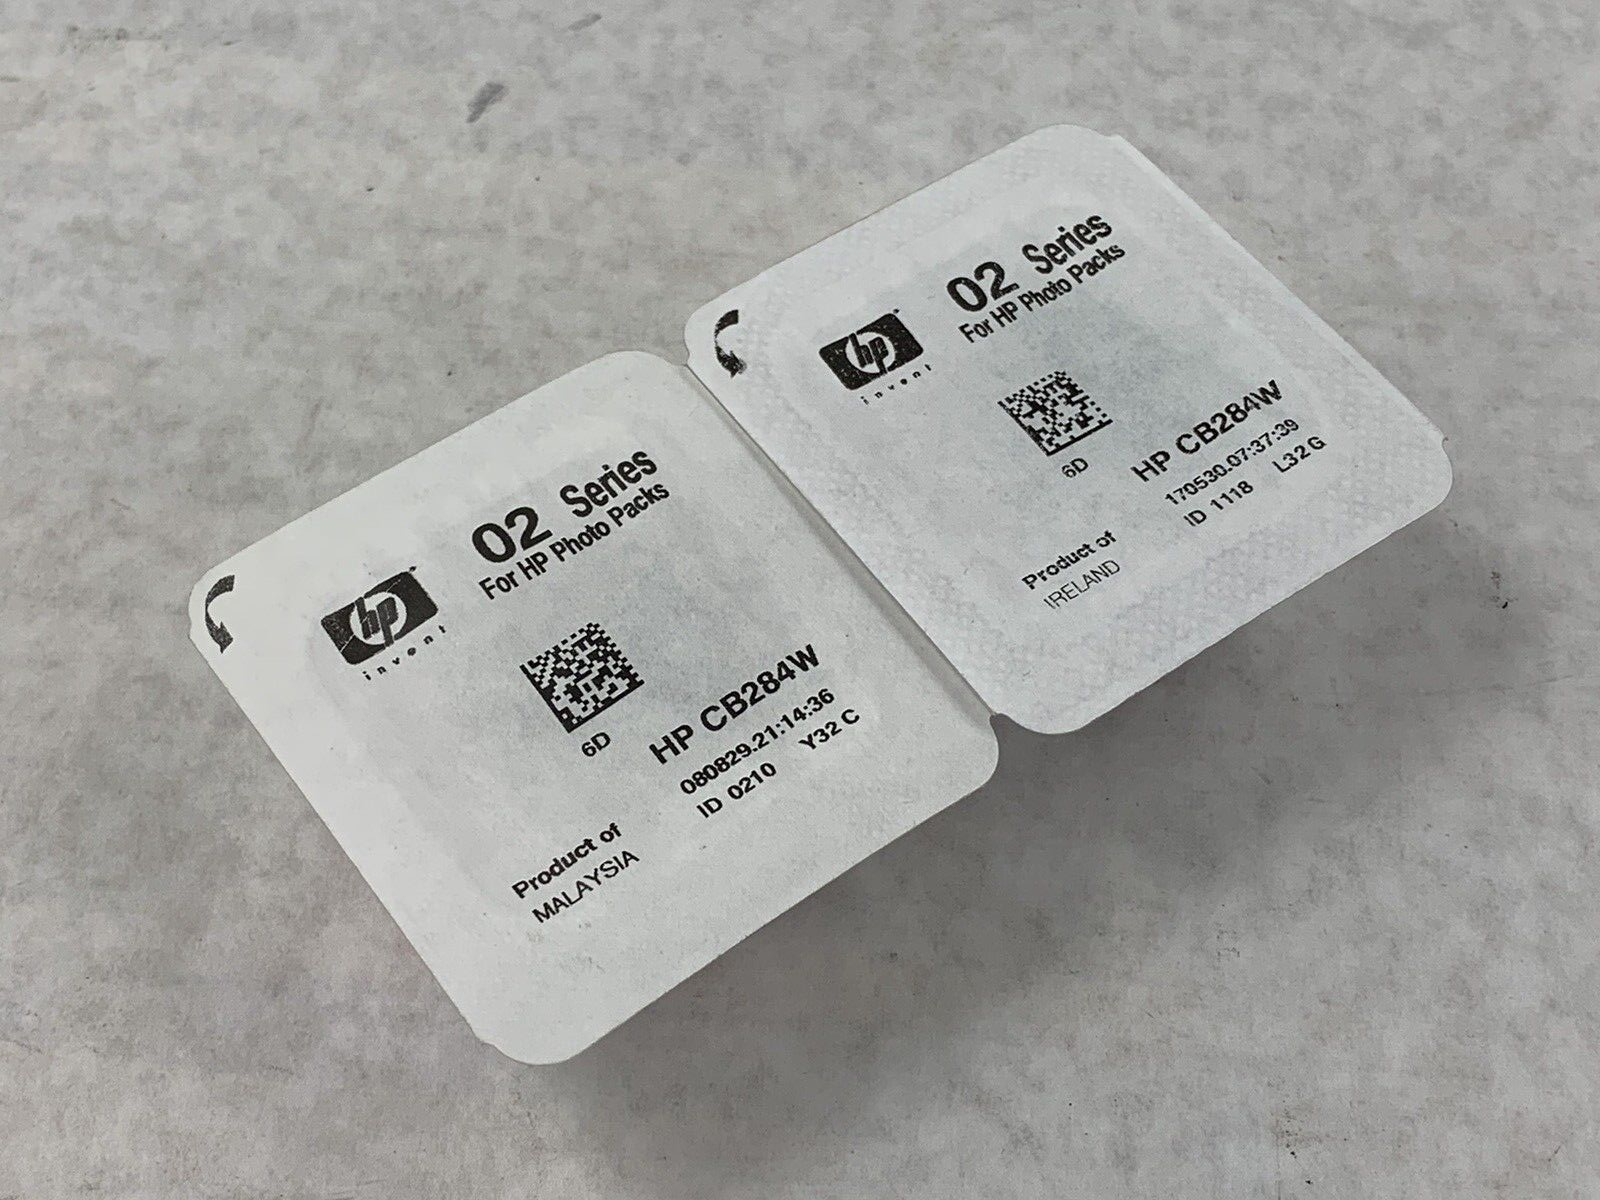 hp
invent
02 Series
For HP Photo Packs
6D
HP CB284W
080829.21:14:36
ID 0210 Y32 C
Product of
MALAYSIA
hp
invent
02 Series
For HP Photo Packs
6D
HP CB284W
170530.07:37:39
ID 1118 L32 G
Product of
IRELAND